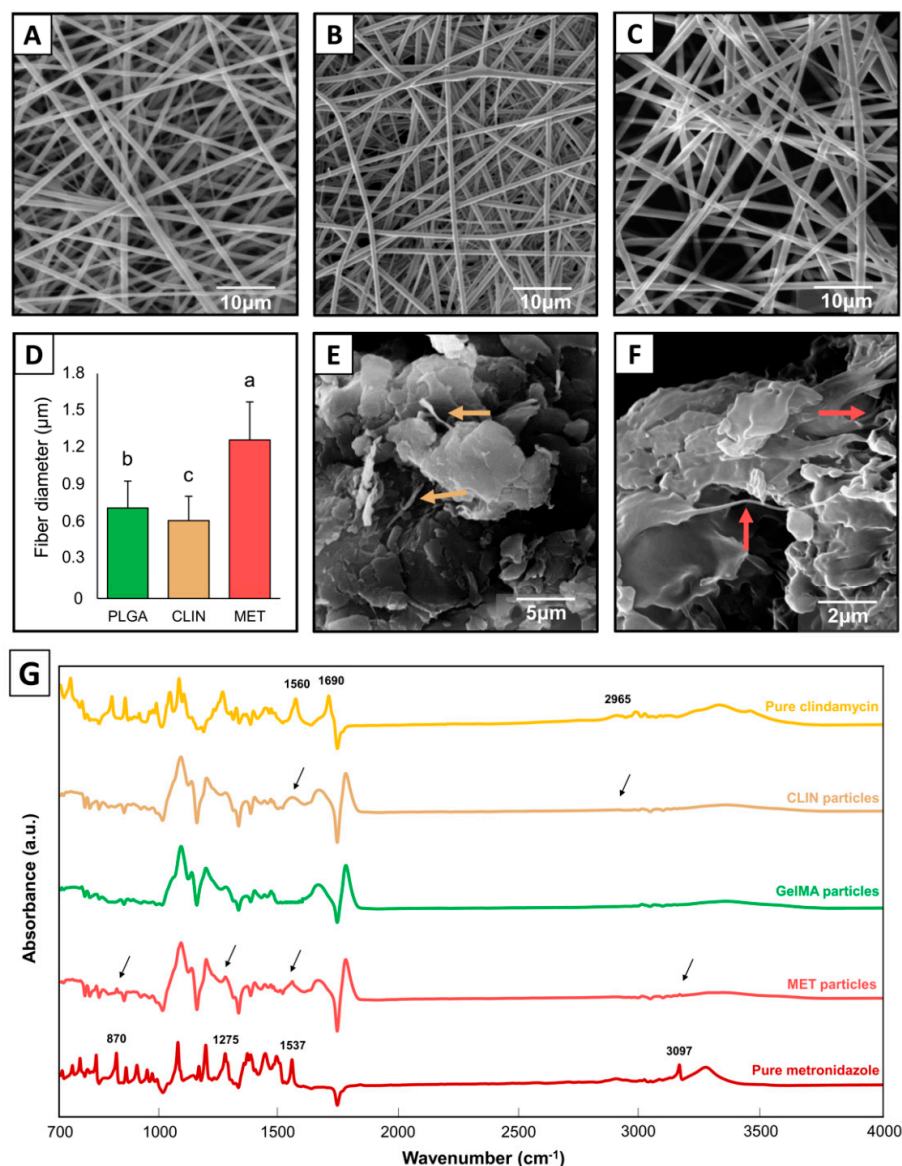 A
10µm
B
10µm
C
10µm
D
Fiber diameter (µm)
1.8
1.5
1.2
0.9
0.6
0.3
0
b
c
a
PLGA CLIN MET
E
5µm
F
2µm
G
Absorbance (a.u.)
1560 1690 2965
Pure clindamycin
CLIN particles
GelMA particles
MET particles
870 1275 1537 3097
Pure metronidazole
700 1000 1500 2000 2500 3000 3500 4000
Wavenumber (cm⁻¹)